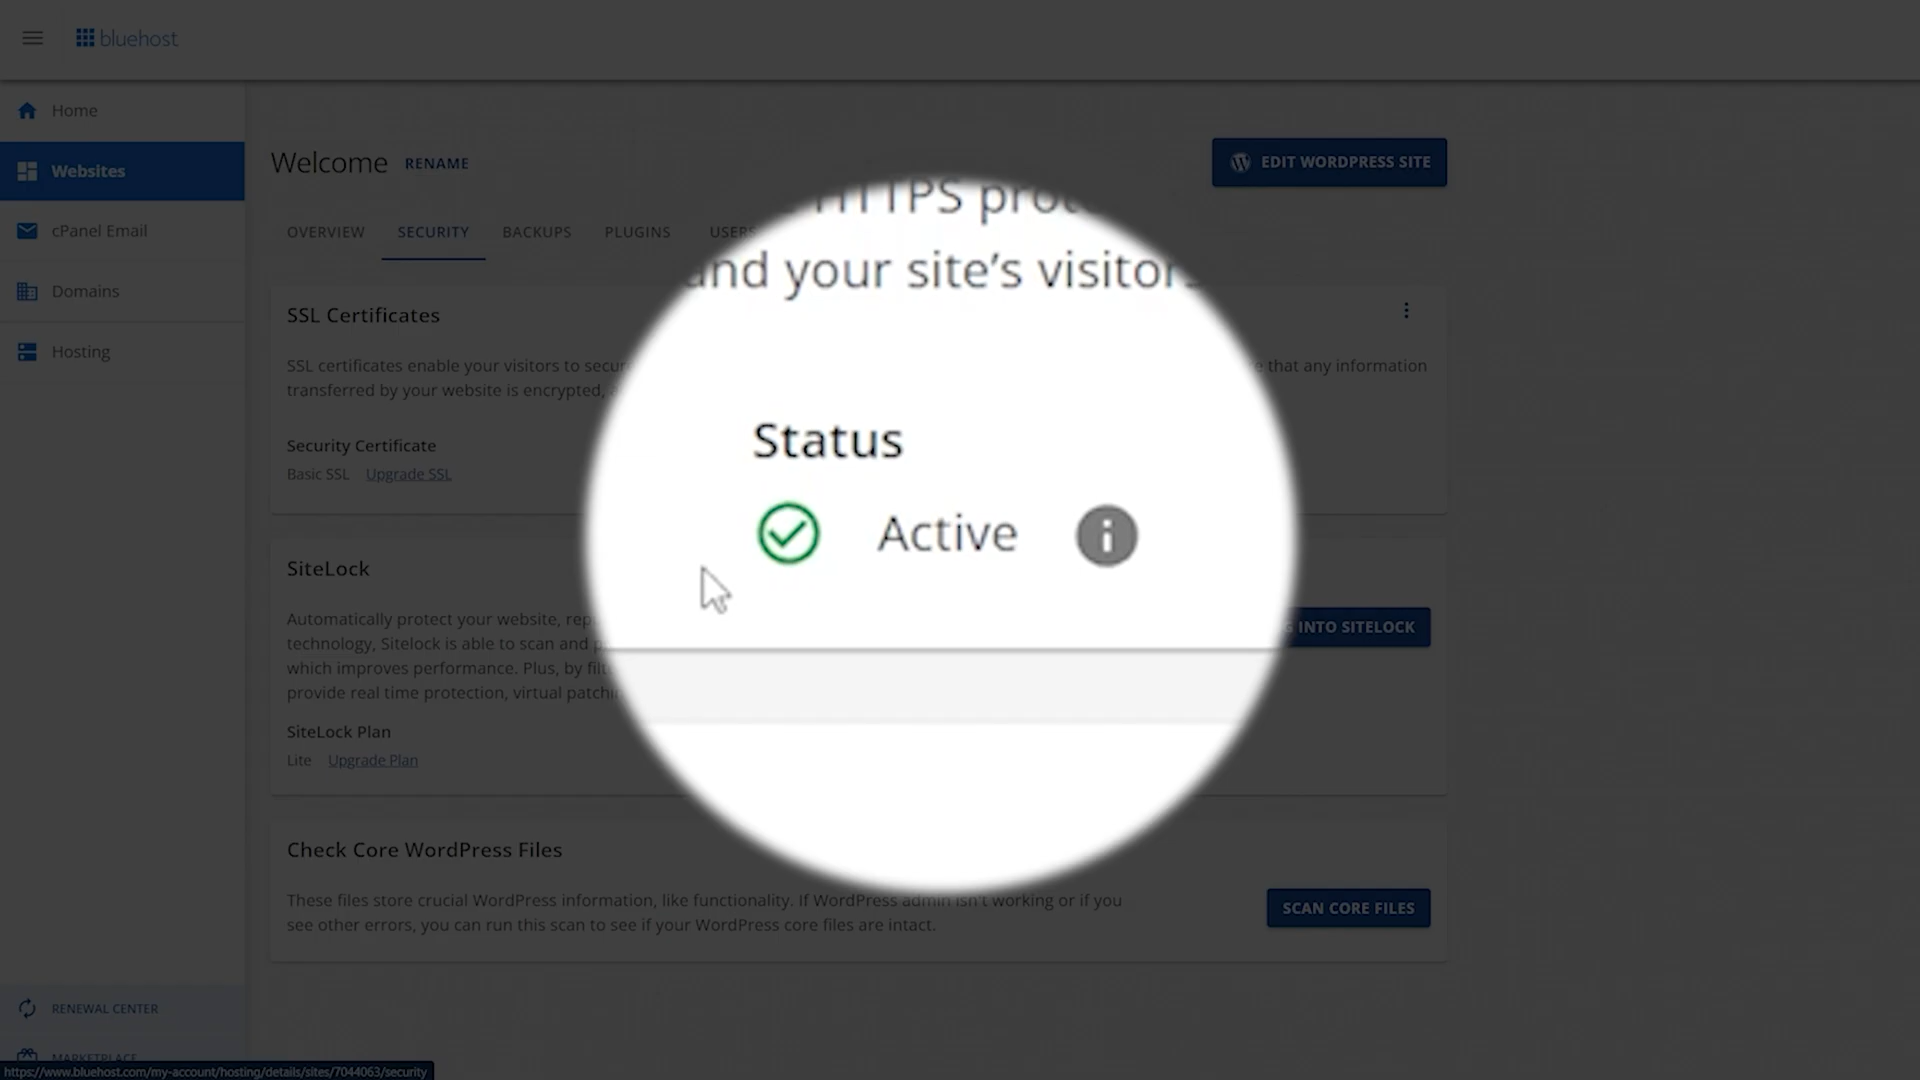 bluehost
Home
Websites
cPanel Email
Domains
Hosting
Welcome RENAME
EDIT WORDPRESS SITE
OVERVIEW SECURITY BACKUPS PLUGINS USERS
HTTPS
and your site's visitors
SSL Certificates
SSL certificates enable your visitors to that any information
transferred by your website is encrypted,
Security Certificate
Basic SSL Upgrade SSL
Status
Active
SiteLock
Automatically protect your website,
technology, Sitelock is able to scan and
which improves performance. Plus, by
provide real time protection, virtual
INTO SITELOCK
SiteLock Plan
Lite Upgrade Plan
Check Core WordPress Files
These files store crucial WordPress information, like functionality. If WordPress admin isn't working or if you
see other errors, you can run this scan to see if your WordPress core files are intact.
SCAN CORE FILES
RENEWAL CENTER
MARKETPLACE
https://www.bluehost.com/my-account/hosting/details/sites/7044063/security